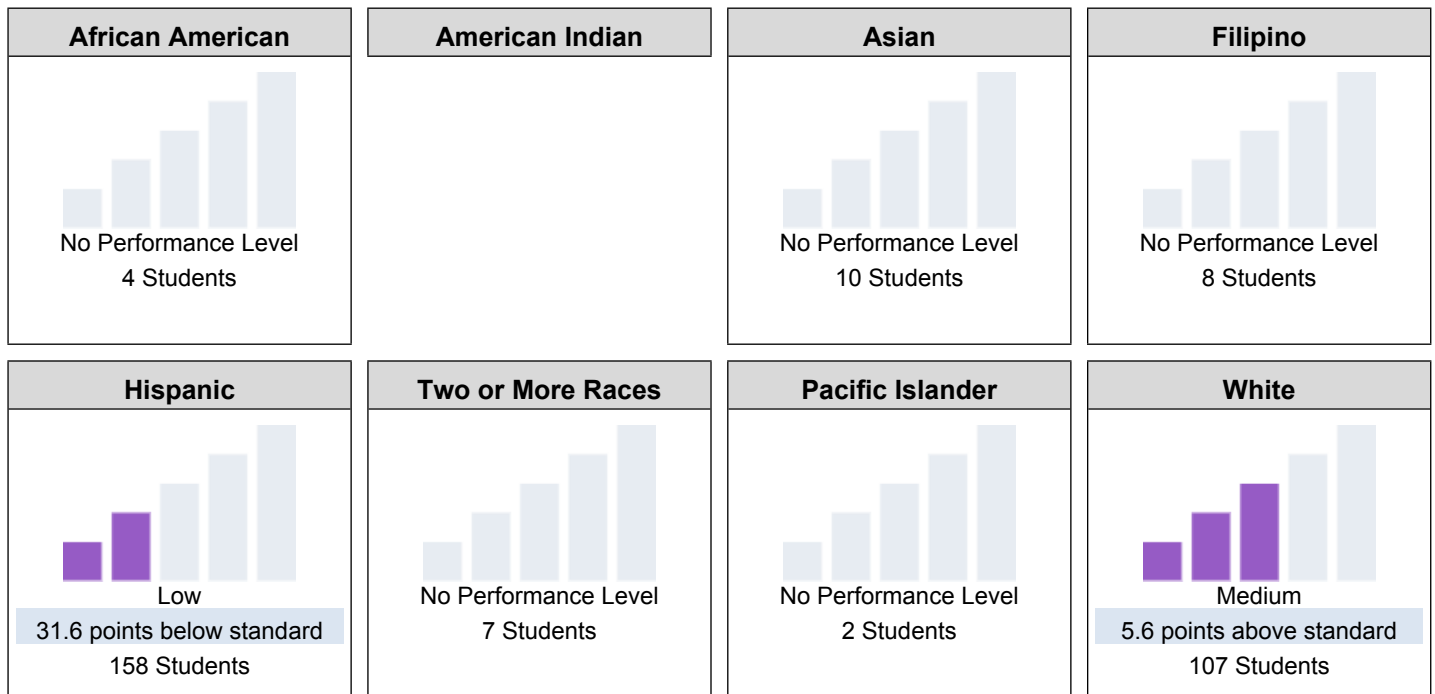 African American
No Performance Level
4 Students
American Indian
Asian
No Performance Level
10 Students
Filipino
No Performance Level
8 Students
Hispanic
Low
31.6 points below standard
158 Students
Two or More Races
No Performance Level
7 Students
Pacific Islander
No Performance Level
2 Students
White
Medium
5.6 points above standard
107 Students